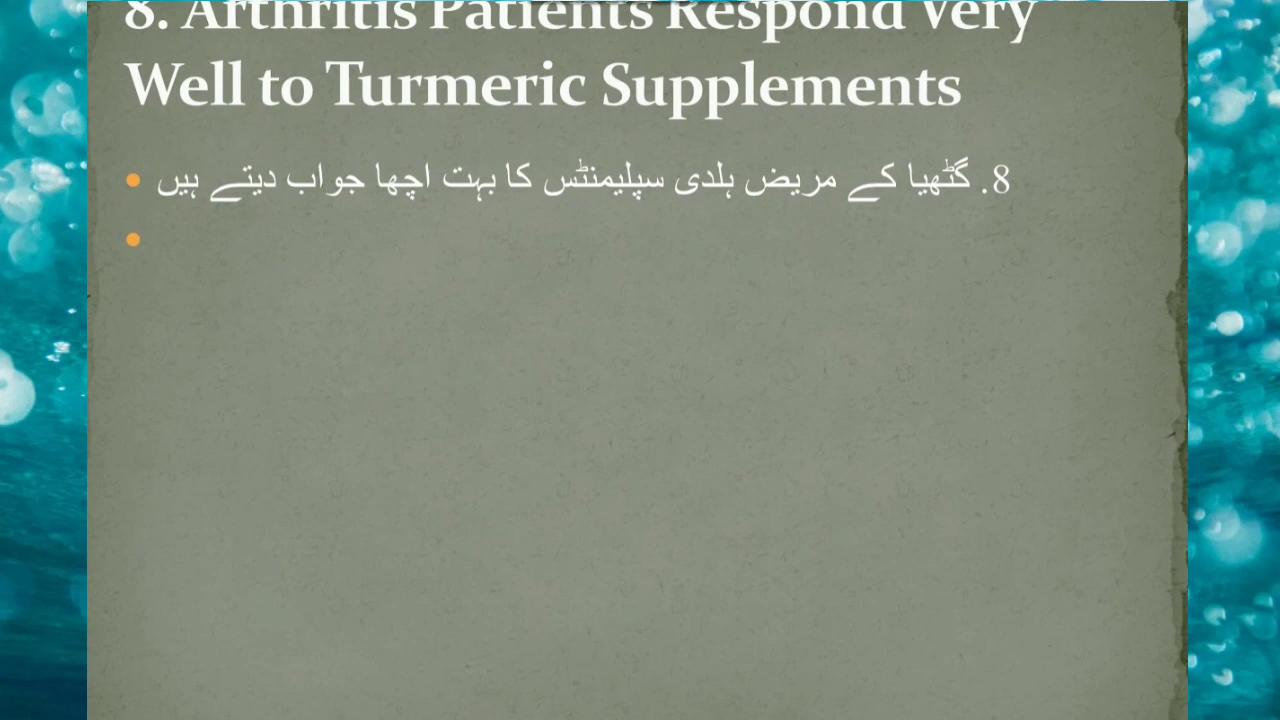 8. Arthritis Patients Respond Very
Well to Turmeric Supplements
8. گٹھیا کے مریض ہلدی سپلیمنٹس کا بہت اچھا جواب دیتے ہیں